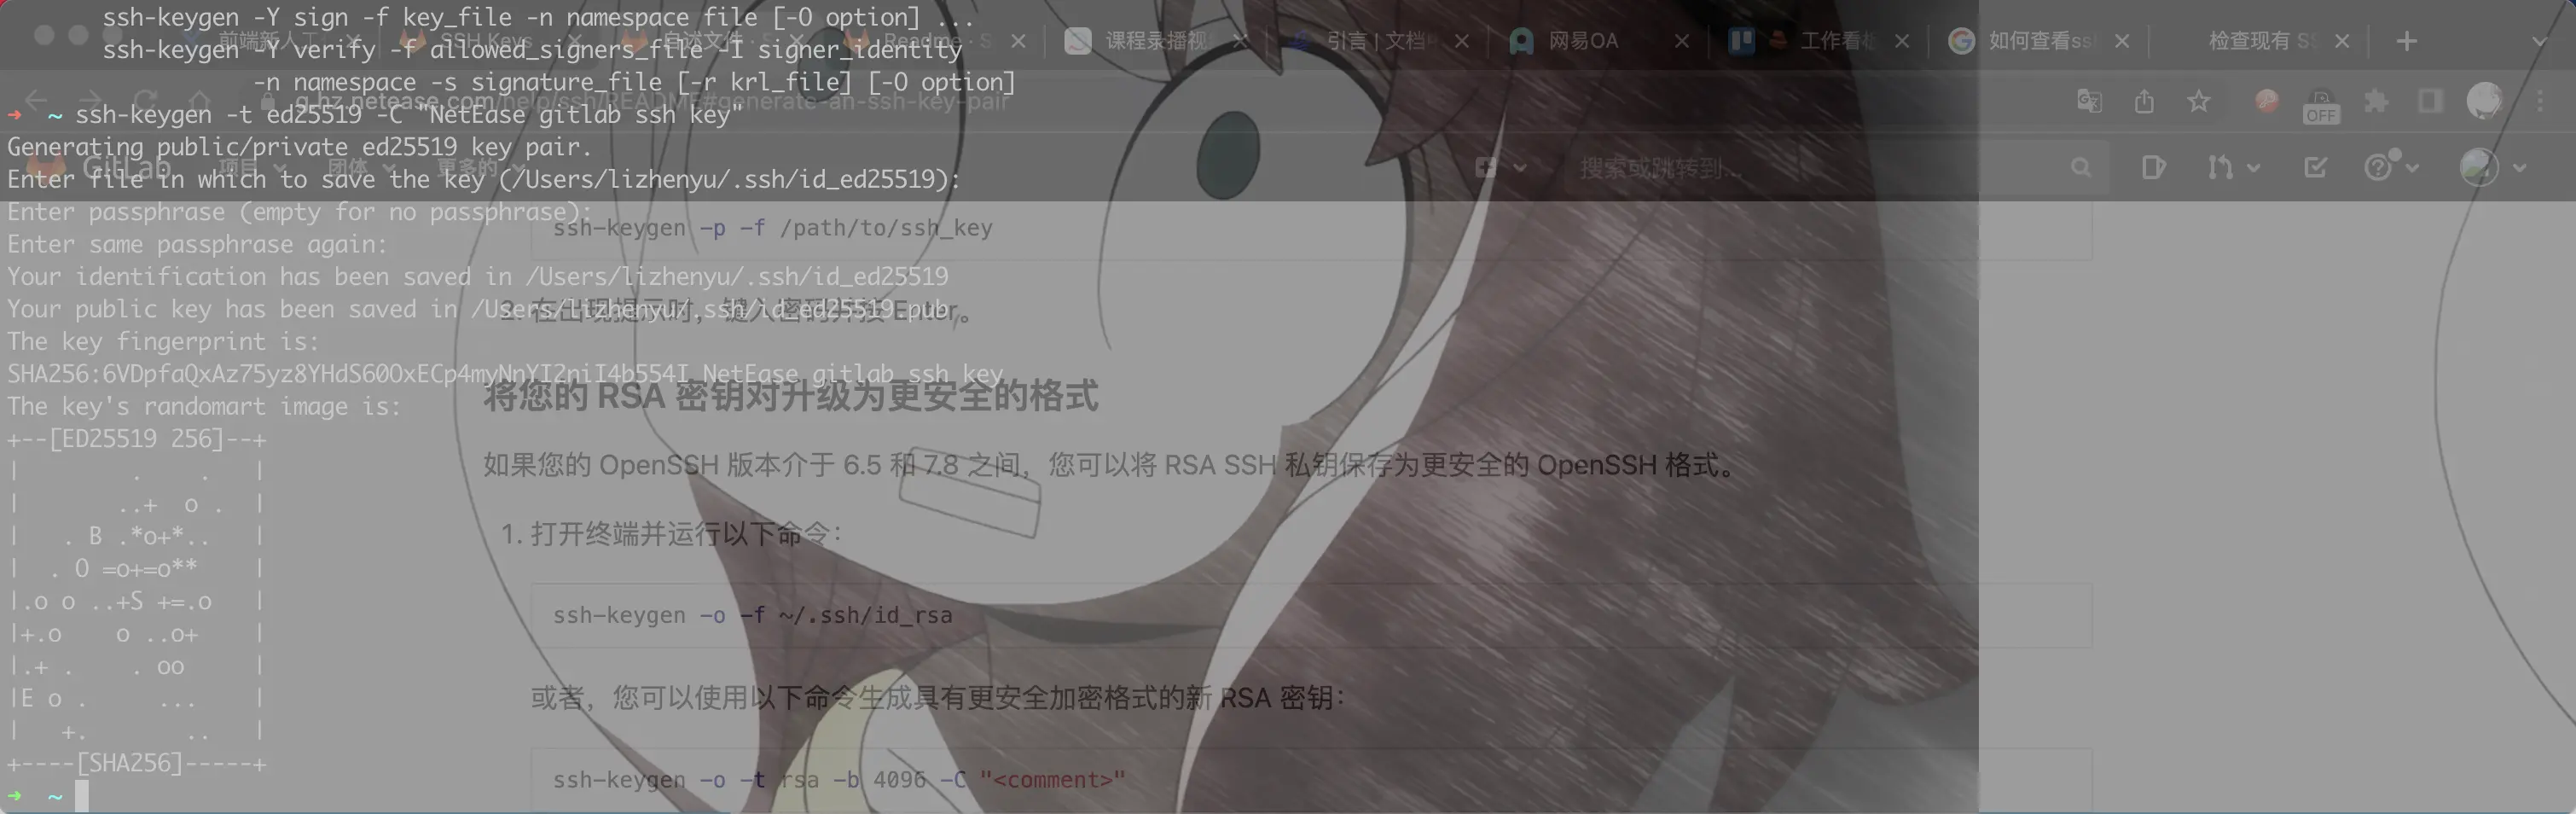 ssh-keygen -Y sign -f key_file -n namespace file [-O option] ...
ssh-keygen -Y verify -f allowed_signers_file -I signer_identity
-n namespace -s signature_file [-r krl_file] [-O option]
前端新人
SSH Keys
自述文件
Readme · S
课程录播视
引言 | 文档
网易OA
工作看板
如何查看ss
检查现有 SS
g.hz.netease.com/help/ssh/README#generate-an-ssh-key-pair
OFF
➜ ~ ssh-keygen -t ed25519 -C "NetEase gitlab ssh key"
Generating public/private ed25519 key pair.
GitLab 项目 团体 更多的 搜索或跳转到...
Enter file in which to save the key (/Users/lizhenyu/.ssh/id_ed25519):
Enter passphrase (empty for no passphrase):
ssh-keygen -p -f /path/to/ssh_key
Enter same passphrase again:
Your identification has been saved in /Users/lizhenyu/.ssh/id_ed25519
Your public key has been saved in /Users/lizhenyu/.ssh/id_ed25519.pub
2. 在出现提示时，键入密码并按 Enter。
The key fingerprint is:
SHA256:6VDpfaQxAz75yz8YHdS60OxECp4myNnYI2niI4b554I NetEase gitlab ssh key
将您的 RSA 密钥对升级为更安全的格式
The key's randomart image is:
+--[ED25519 256]--+
|        .    .   |
|       ..+  o .  |
|   . B .*o+*..   |
|  . O =o+=o**    |
|.o o ..+S +=.o   |
|+.o    o ..o+    |
|.+ .    . oo     |
|E o .     ...    |
|   +.       ..   |
+----[SHA256]-----+
➜ ~
如果您的 OpenSSH 版本介于 6.5 和 7.8 之间，您可以将 RSA SSH 私钥保存为更安全的 OpenSSH 格式。
1. 打开终端并运行以下命令：
ssh-keygen -o -f ~/.ssh/id_rsa
或者，您可以使用以下命令生成具有更安全加密格式的新 RSA 密钥：
ssh-keygen -o -t rsa -b 4096 -C "<comment>"